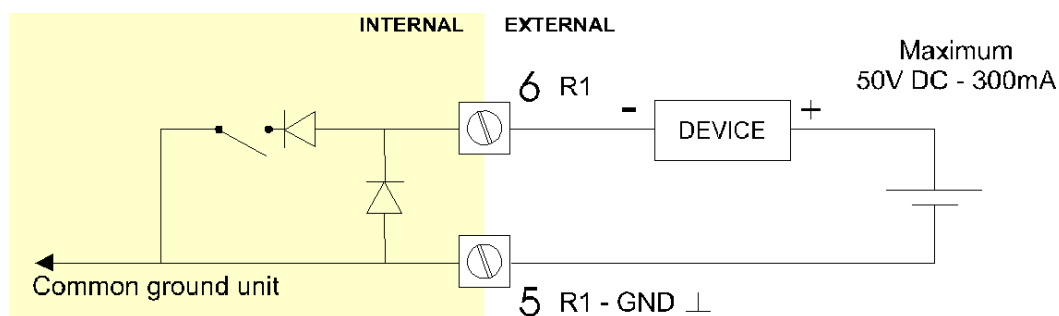 INTERNAL EXTERNAL
Maximum
50V DC - 300mA
6 R1
- DEVICE +
Common ground unit
5 R1 - GND ⊥